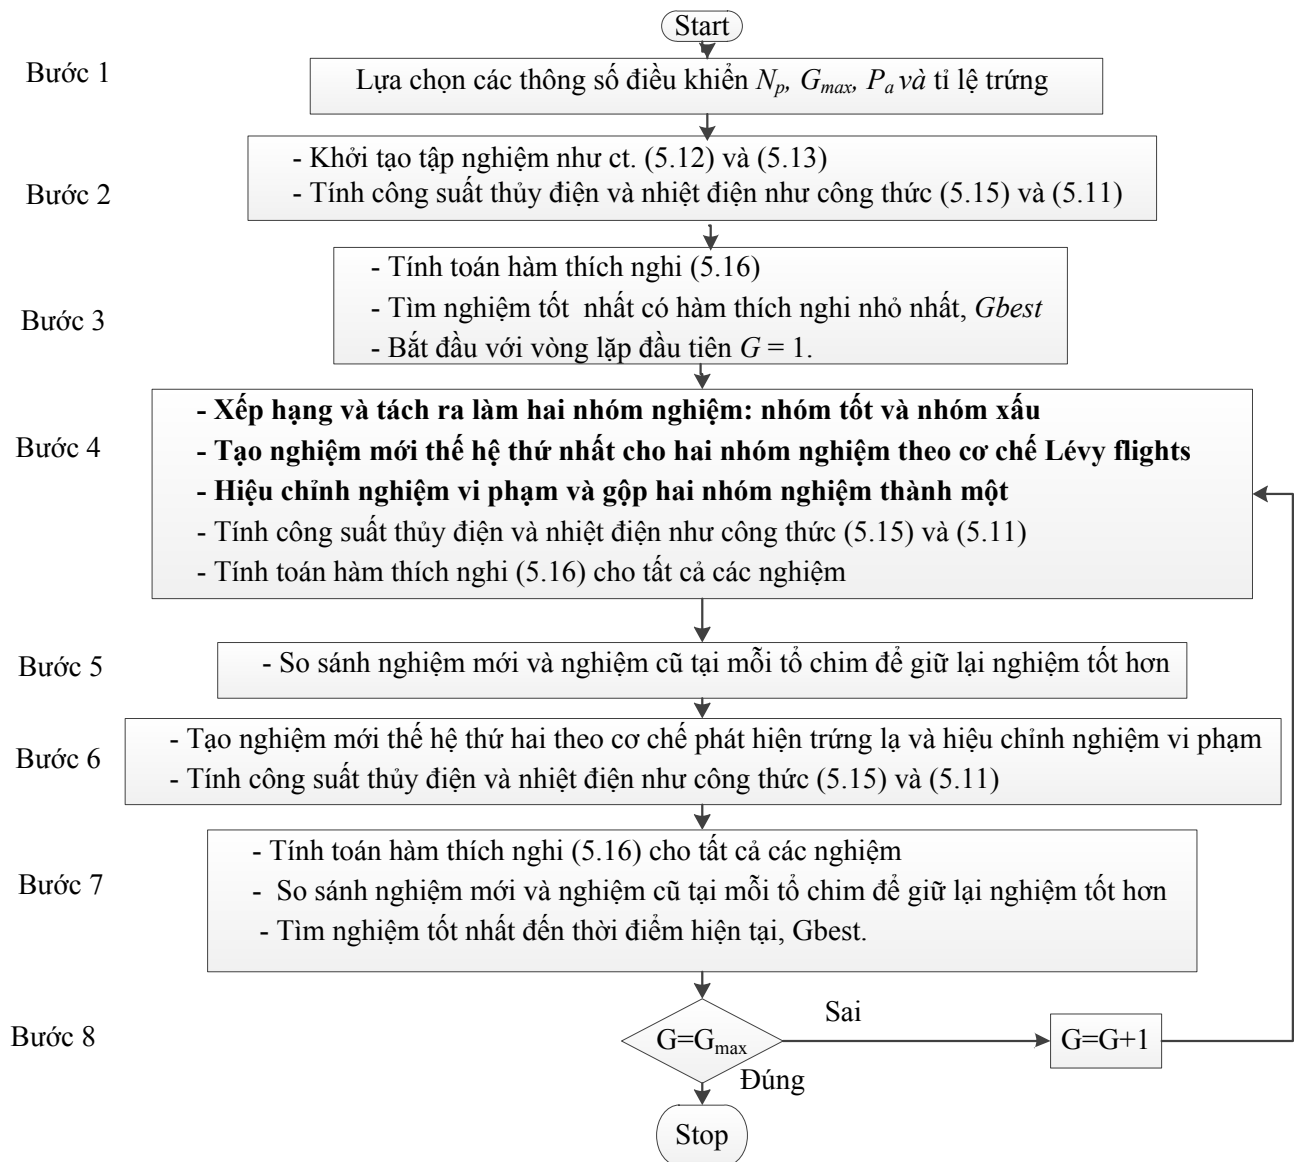 Start
Bước 1
Lựa chọn các thông số điều khiển Nₚ, Gₘₐₓ, Pₐ và tỉ lệ trứng
- Khởi tạo tập nghiệm như ct. (5.12) và (5.13)
Bước 2
- Tính công suất thủy điện và nhiệt điện như công thức (5.15) và (5.11)
- Tính toán hàm thích nghi (5.16)
Bước 3
- Tìm nghiệm tốt nhất có hàm thích nghi nhỏ nhất, Gbest
- Bắt đầu với vòng lặp đầu tiên G = 1.
- Xếp hạng và tách ra làm hai nhóm nghiệm: nhóm tốt và nhóm xấu
Bước 4
- Tạo nghiệm mới thế hệ thứ nhất cho hai nhóm nghiệm theo cơ chế Lévy flights
- Hiệu chỉnh nghiệm vi phạm và gộp hai nhóm nghiệm thành một
- Tính công suất thủy điện và nhiệt điện như công thức (5.15) và (5.11)
- Tính toán hàm thích nghi (5.16) cho tất cả các nghiệm
Bước 5
- So sánh nghiệm mới và nghiệm cũ tại mỗi tổ chim để giữ lại nghiệm tốt hơn
Bước 6
- Tạo nghiệm mới thế hệ thứ hai theo cơ chế phát hiện trứng lạ và hiệu chỉnh nghiệm vi phạm
- Tính công suất thủy điện và nhiệt điện như công thức (5.15) và (5.11)
- Tính toán hàm thích nghi (5.16) cho tất cả các nghiệm
Bước 7
- So sánh nghiệm mới và nghiệm cũ tại mỗi tổ chim để giữ lại nghiệm tốt hơn
- Tìm nghiệm tốt nhất đến thời điểm hiện tại, Gbest.
Bước 8
G=Gₘₐₓ
Sai
G=G+1
Đúng
Stop